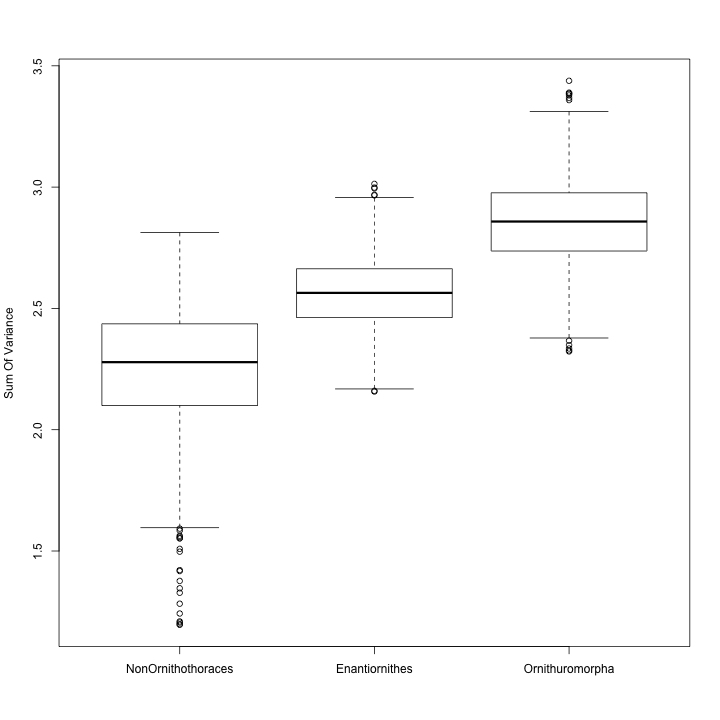 Sum Of Variance
3.5
3.0
2.5
2.0
1.5
NonOrnithothoraces
Enantiornithes
Ornithuromorpha